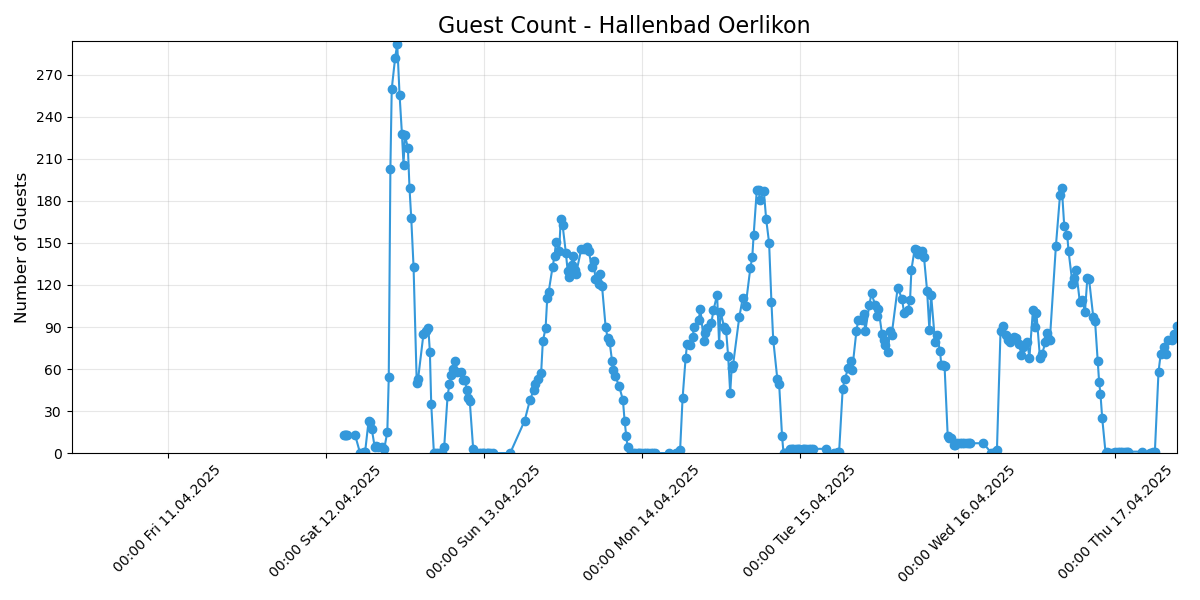 Guest Count - Hallenbad Oerlikon
Number of Guests
270
240
210
180
150
120
90
60
30
0
00:00 Fri 11.04.2025
00:00 Sat 12.04.2025
00:00 Sun 13.04.2025
00:00 Mon 14.04.2025
00:00 Tue 15.04.2025
00:00 Wed 16.04.2025
00:00 Thu 17.04.2025